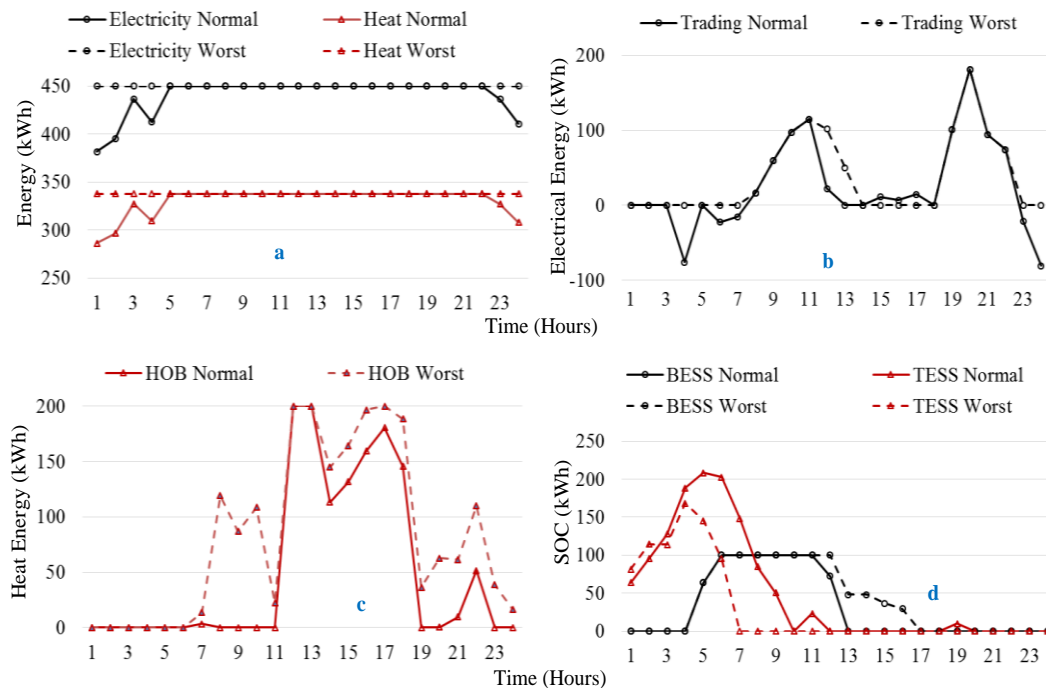 Electricity Normal Heat Normal
Electricity Worst Heat Worst
Energy (kWh)
450
400
350
300
250
1 3 5 7 9 11 13 15 17 19 21 23
a
Trading Normal Trading Worst
Electrical Energy (kWh)
200
100
0
-100
1 3 5 7 9 11 13 15 17 19 21 23
b
Time (Hours)
HOB Normal HOB Worst
Heat Energy (kWh)
200
150
100
50
0
1 3 5 7 9 11 13 15 17 19 21 23
c
BESS Normal TESS Normal
BESS Worst TESS Worst
SOC (kWh)
250
200
150
100
50
0
1 3 5 7 9 11 13 15 17 19 21 23
d
Time (Hours)